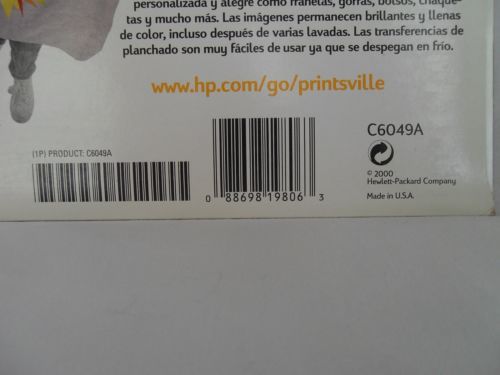 personalizada y alegre como franelas, gorras, bolsos, chaque-
tas y mucho más. Las imágenes permanecen brillantes y llenas
de color, incluso después de varias lavadas. Las transferencias de
planchado son muy fáciles de usar ya que se despegan en frío.
www.hp.com/go/printsville
(1P) PRODUCT: C6049A
0 88698 19806 3
C6049A
© 2000
Hewlett-Packard Company
Made in U.S.A.